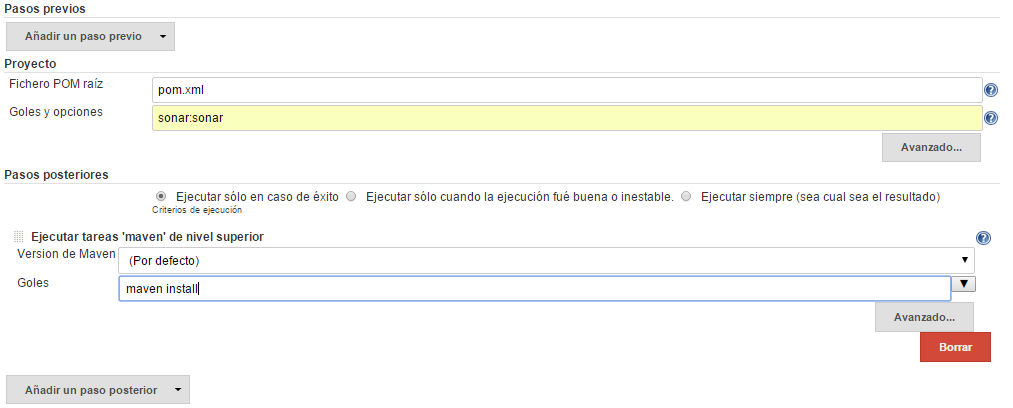 Pasos previos
Añadir un paso previo
Proyecto
Fichero POM raíz
pom.xml
Goles y opciones
sonar:sonar
Avanzado...
Pasos posteriores
Ejecutar sólo en caso de éxito Ejecutar sólo cuando la ejecución fué buena o inestable. Ejecutar siempre (sea cual sea el resultado)
Criterios de ejecución
Ejecutar tareas 'maven' de nivel superior
Version de Maven
(Por defecto)
Goles
maven install
Avanzado...
Borrar
Añadir un paso posterior